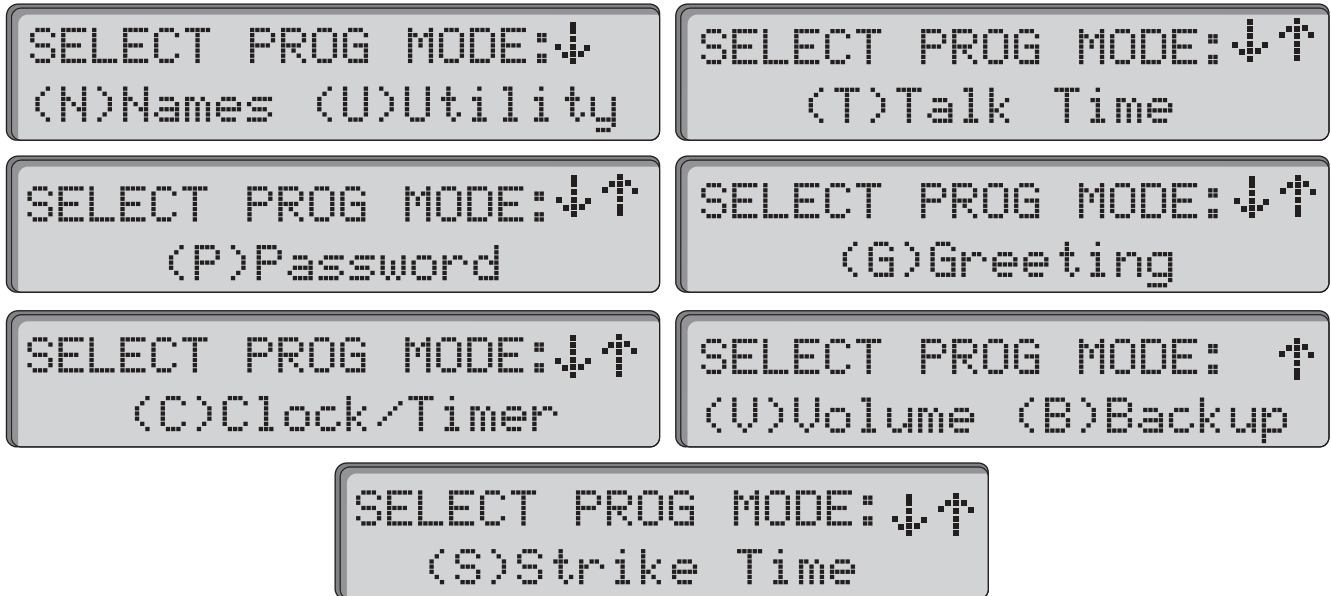 SELECT PROG MODE:↓
(N)Names (U)Utility
SELECT PROG MODE:↓↑
(T)Talk Time
SELECT PROG MODE:↓↑
(P)Password
SELECT PROG MODE:↓↑
(G)Greeting
SELECT PROG MODE:↓↑
(C)Clock/Timer
SELECT PROG MODE: ↑
(V)Volume (B)Backup
SELECT PROG MODE:↓↑
(S)Strike Time